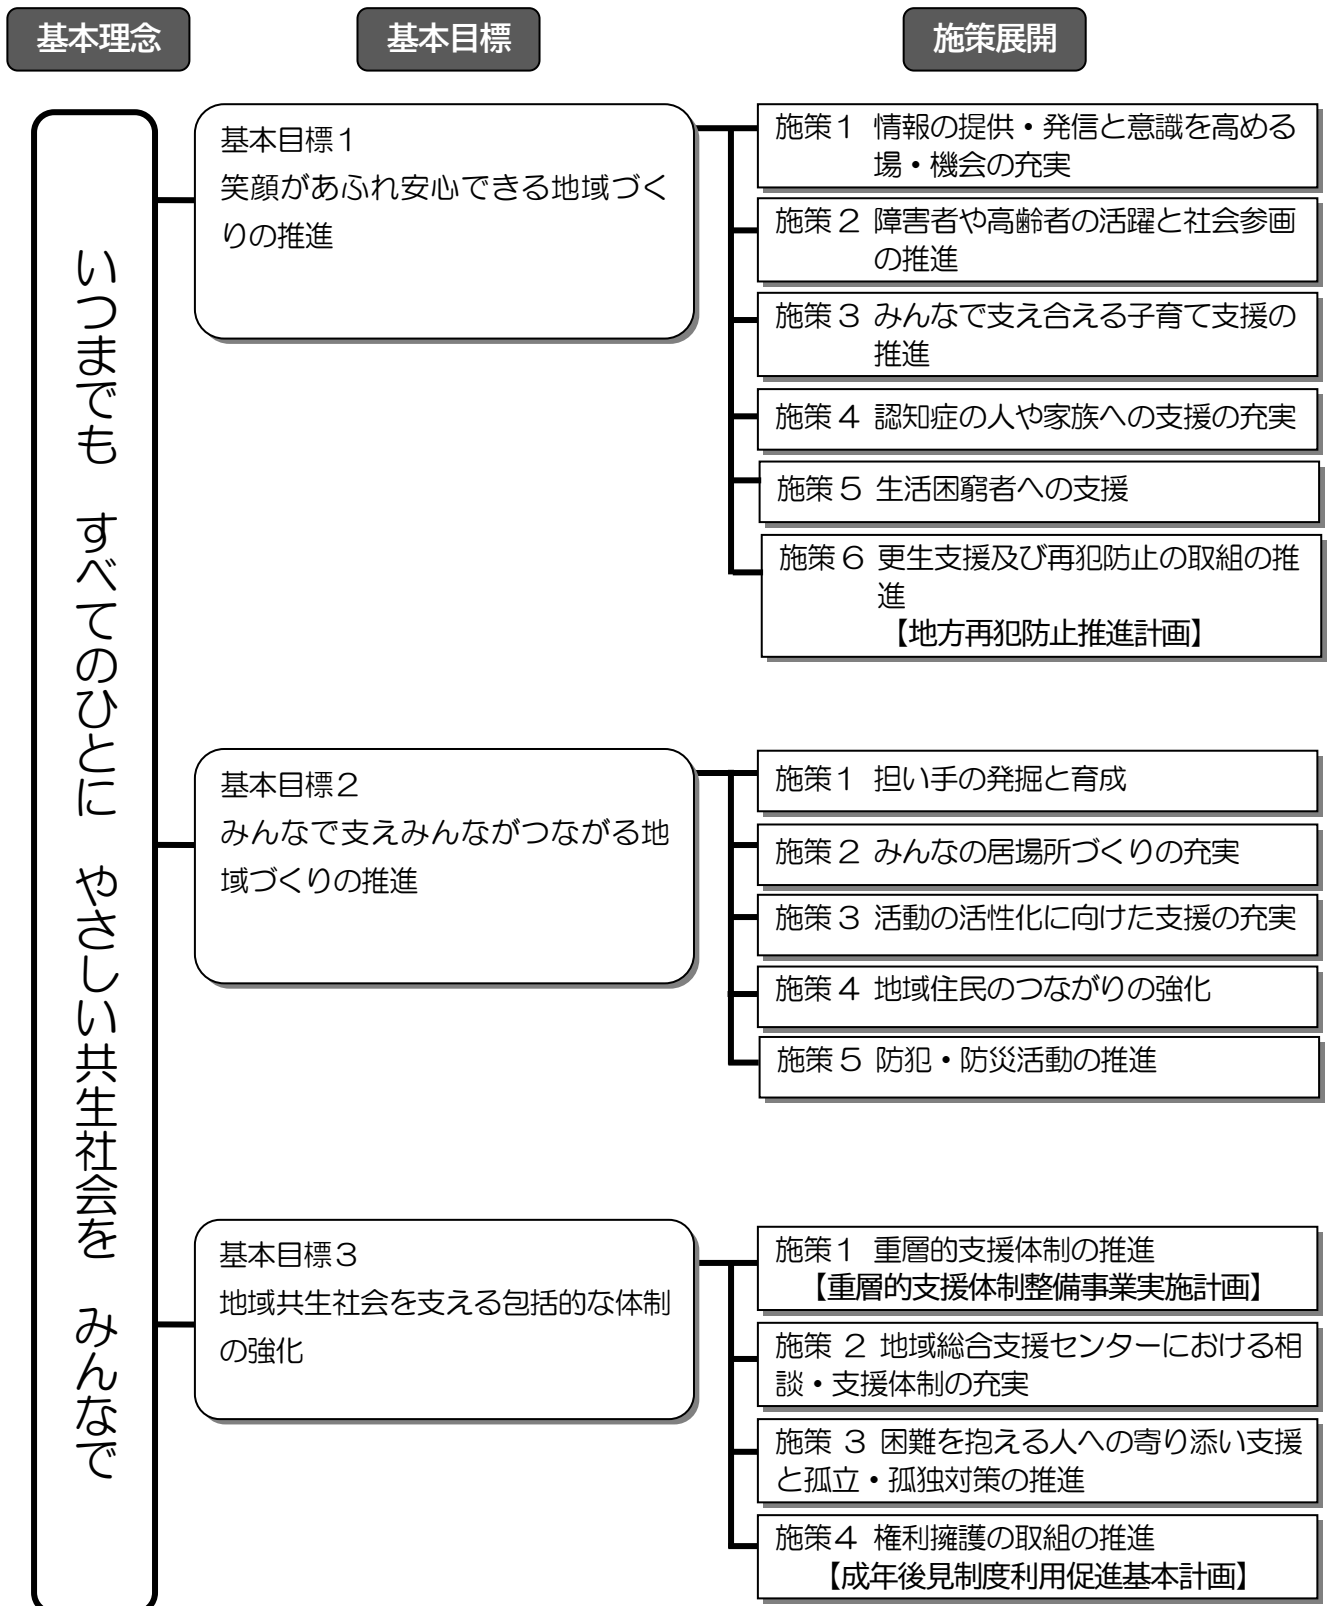 基本理念
基本目標
施策展開
いつまでも　すべてのひとに　やさしい共生社会を　みんなで
基本目標１
笑顔があふれ安心できる地域づく
りの推進
施策１ 情報の提供・発信と意識を高める
場・機会の充実
施策２ 障害者や高齢者の活躍と社会参画
の推進
施策３ みんなで支え合える子育て支援の
推進
施策４ 認知症の人や家族への支援の充実
施策５ 生活困窮者への支援
施策６ 更生支援及び再犯防止の取組の推
進
【地方再犯防止推進計画】
基本目標２
みんなで支えみんながつながる地
域づくりの推進
施策１ 担い手の発掘と育成
施策２ みんなの居場所づくりの充実
施策３ 活動の活性化に向けた支援の充実
施策４ 地域住民のつながりの強化
施策５ 防犯・防災活動の推進
基本目標３
地域共生社会を支える包括的な体制
の強化
施策１ 重層的支援体制の推進
【重層的支援体制整備事業実施計画】
施策 ２ 地域総合支援センターにおける相
談・支援体制の充実
施策 ３ 困難を抱える人への寄り添い支援
と孤立・孤独対策の推進
施策４ 権利擁護の取組の推進
【成年後見制度利用促進基本計画】